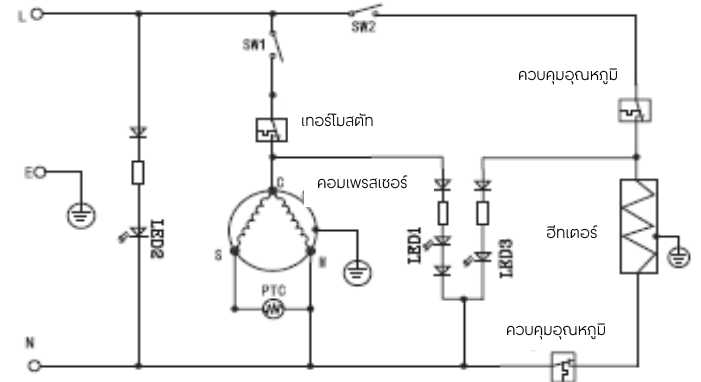 L
SW1
SW2
ควบคุมอุณหภูมิ
เทอร์โมสตัท
E
C
คอมเพรสเซอร์
LED2
LED1
LED3
ฮีทเตอร์
S
M
PTC
N
ควบคุมอุณหภูมิ